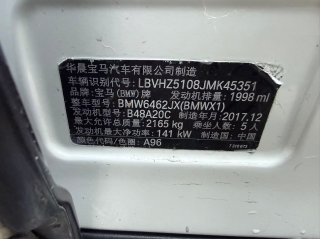 华晨宝马汽车有限公司制造
车辆识别代号: LBVHZ5108JMK45351
品牌: 宝马(BMW) 发动机排量: 1998 ml
整车型号: BMW6462JX(BMWX1)
发动机型号: B48A20C 制造年月: 2017.12
最大允许总质量: 2165 kg 乘坐人数: 5 人
发动机最大净功率: 141 kW 制造国: 中国
颜色代号/色圈: A96